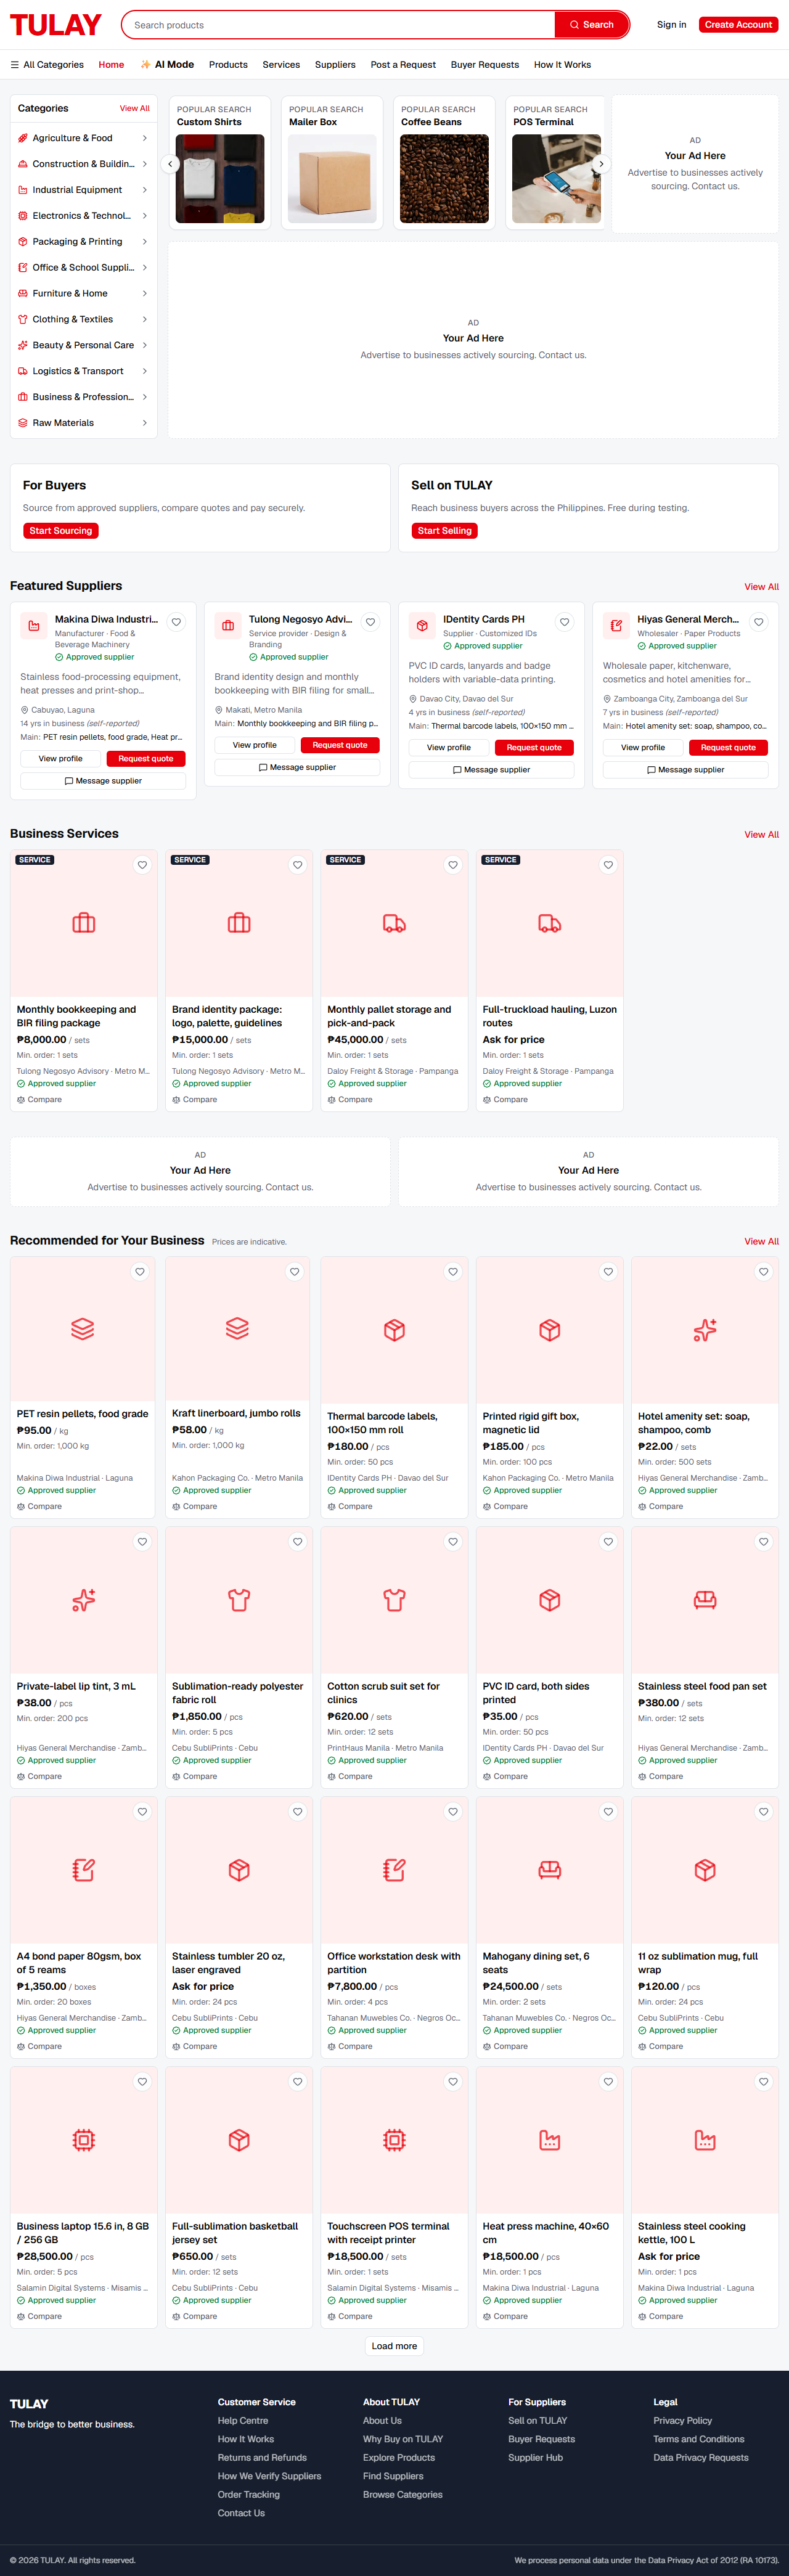 TULAY
Search products
Search
Sign in
Create Account
All Categories
Home
AI Mode
Products
Services
Suppliers
Post a Request
Buyer Requests
How It Works
Categories
View All
Agriculture & Food
Construction & Buildin...
Industrial Equipment
Electronics & Technol...
Packaging & Printing
Office & School Suppli...
Furniture & Home
Clothing & Textiles
Beauty & Personal Care
Logistics & Transport
Business & Profession...
Raw Materials
POPULAR SEARCH
Custom Shirts
POPULAR SEARCH
Mailer Box
POPULAR SEARCH
Coffee Beans
POPULAR SEARCH
POS Terminal
AD
Your Ad Here
Advertise to businesses actively
sourcing. Contact us.
AD
Your Ad Here
Advertise to businesses actively sourcing. Contact us.
For Buyers
Source from approved suppliers, compare quotes and pay securely.
Start Sourcing
Sell on TULAY
Reach business buyers across the Philippines. Free during testing.
Start Selling
Featured Suppliers
View All
Makina Diwa Industri...
Manufacturer · Food &
Beverage Machinery
Approved supplier
Stainless food-processing equipment,
heat presses and print-shop...
Cabuyao, Laguna
14 yrs in business (self-reported)
Main: PET resin pellets, food grade, Heat pr...
View profile
Request quote
Message supplier
Tulong Negosyo Advi...
Service provider · Design &
Branding
Approved supplier
Brand identity design and monthly
bookkeeping with BIR filing for small...
Makati, Metro Manila
Main: Monthly bookkeeping and BIR filing p...
View profile
Request quote
Message supplier
IDentity Cards PH
Supplier · Customized IDs
Approved supplier
PVC ID cards, lanyards and badge
holders with variable-data printing.
Davao City, Davao del Sur
4 yrs in business (self-reported)
Main: Thermal barcode labels, 100×150 mm ...
View profile
Request quote
Message supplier
Hiyas General Merch...
Wholesaler · Paper Products
Approved supplier
Wholesale paper, kitchenware,
cosmetics and hotel amenities for...
Zamboanga City, Zamboanga del Sur
7 yrs in business (self-reported)
Main: Hotel amenity set: soap, shampoo, co...
View profile
Request quote
Message supplier
Business Services
View All
SERVICE
Monthly bookkeeping and
BIR filing package
₱8,000.00 / sets
Min. order: 1 sets
Tulong Negosyo Advisory · Metro M...
Approved supplier
Compare
SERVICE
Brand identity package:
logo, palette, guidelines
₱15,000.00 / sets
Min. order: 1 sets
Tulong Negosyo Advisory · Metro M...
Approved supplier
Compare
SERVICE
Monthly pallet storage and
pick-and-pack
₱45,000.00 / sets
Min. order: 1 sets
Daloy Freight & Storage · Pampanga
Approved supplier
Compare
SERVICE
Full-truckload hauling, Luzon
routes
Ask for price
Min. order: 1 sets
Daloy Freight & Storage · Pampanga
Approved supplier
Compare
AD
Your Ad Here
Advertise to businesses actively sourcing. Contact us.
AD
Your Ad Here
Advertise to businesses actively sourcing. Contact us.
Recommended for Your Business
Prices are indicative.
View All
PET resin pellets, food grade
₱95.00 / kg
Min. order: 1,000 kg
Makina Diwa Industrial · Laguna
Approved supplier
Compare
Kraft linerboard, jumbo rolls
₱58.00 / kg
Min. order: 1,000 kg
Kahon Packaging Co. · Metro Manila
Approved supplier
Compare
Thermal barcode labels,
100×150 mm roll
₱180.00 / pcs
Min. order: 50 pcs
IDentity Cards PH · Davao del Sur
Approved supplier
Compare
Printed rigid gift box,
magnetic lid
₱185.00 / pcs
Min. order: 100 pcs
Kahon Packaging Co. · Metro Manila
Approved supplier
Compare
Hotel amenity set: soap,
shampoo, comb
₱22.00 / sets
Min. order: 500 sets
Hiyas General Merchandise · Zamb...
Approved supplier
Compare
Private-label lip tint, 3 mL
₱38.00 / pcs
Min. order: 200 pcs
Hiyas General Merchandise · Zamb...
Approved supplier
Compare
Sublimation-ready polyester
fabric roll
₱1,850.00 / pcs
Min. order: 5 pcs
Cebu SubliPrints · Cebu
Approved supplier
Compare
Cotton scrub suit set for
clinics
₱620.00 / sets
Min. order: 12 sets
PrintHaus Manila · Metro Manila
Approved supplier
Compare
PVC ID card, both sides
printed
₱35.00 / pcs
Min. order: 50 pcs
IDentity Cards PH · Davao del Sur
Approved supplier
Compare
Stainless steel food pan set
₱380.00 / sets
Min. order: 12 sets
Hiyas General Merchandise · Zamb...
Approved supplier
Compare
A4 bond paper 80gsm, box
of 5 reams
₱1,350.00 / boxes
Min. order: 20 boxes
Hiyas General Merchandise · Zamb...
Approved supplier
Compare
Stainless tumbler 20 oz,
laser engraved
Ask for price
Min. order: 24 pcs
Cebu SubliPrints · Cebu
Approved supplier
Compare
Office workstation desk with
partition
₱7,800.00 / pcs
Min. order: 4 pcs
Tahanan Muwebles Co. · Negros Oc...
Approved supplier
Compare
Mahogany dining set, 6
seats
₱24,500.00 / sets
Min. order: 2 sets
Tahanan Muwebles Co. · Negros Oc...
Approved supplier
Compare
11 oz sublimation mug, full
wrap
₱120.00 / pcs
Min. order: 24 pcs
Cebu SubliPrints · Cebu
Approved supplier
Compare
Business laptop 15.6 in, 8 GB
/ 256 GB
₱28,500.00 / pcs
Min. order: 5 pcs
Salamin Digital Systems · Misamis ...
Approved supplier
Compare
Full-sublimation basketball
jersey set
₱650.00 / sets
Min. order: 12 sets
Cebu SubliPrints · Cebu
Approved supplier
Compare
Touchscreen POS terminal
with receipt printer
₱18,500.00 / sets
Min. order: 1 sets
Salamin Digital Systems · Misamis ...
Approved supplier
Compare
Heat press machine, 40×60
cm
₱18,500.00 / pcs
Min. order: 1 pcs
Makina Diwa Industrial · Laguna
Approved supplier
Compare
Stainless steel cooking
kettle, 100 L
Ask for price
Min. order: 1 pcs
Makina Diwa Industrial · Laguna
Approved supplier
Compare
Load more
TULAY
The bridge to better business.
Customer Service
Help Centre
How It Works
Returns and Refunds
How We Verify Suppliers
Order Tracking
Contact Us
About TULAY
About Us
Why Buy on TULAY
Explore Products
Find Suppliers
Browse Categories
For Suppliers
Sell on TULAY
Buyer Requests
Supplier Hub
Legal
Privacy Policy
Terms and Conditions
Data Privacy Requests
© 2026 TULAY. All rights reserved.
We process personal data under the Data Privacy Act of 2012 (RA 10173).